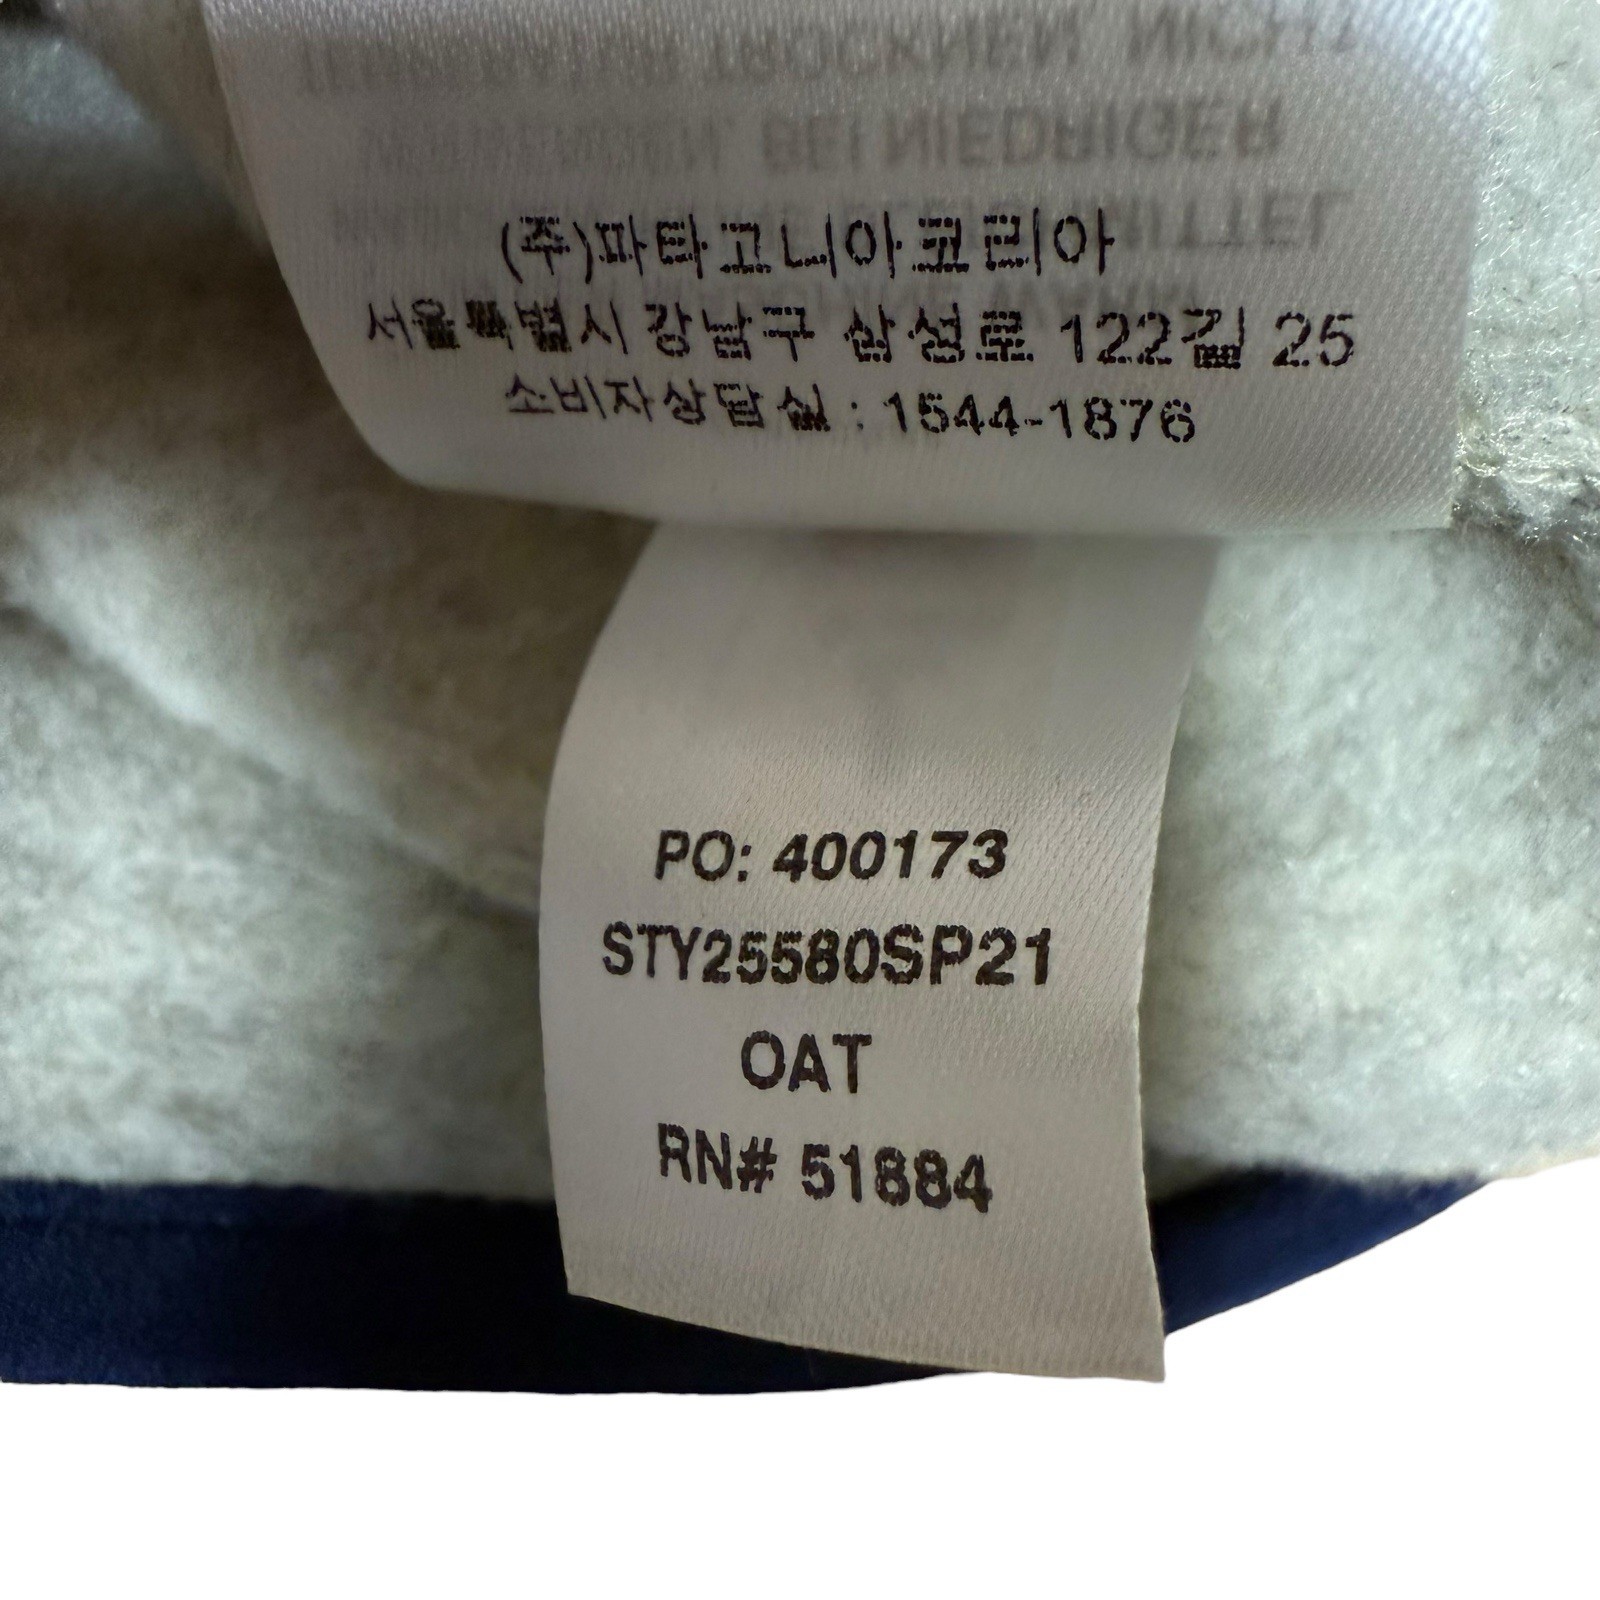 (주)파타고니아코리아
서울특별시 강남구 삼성로 122길 25
소비자상담실 : 1544-1876
PO: 400173
STY25580SP21
OAT
RN# 51884